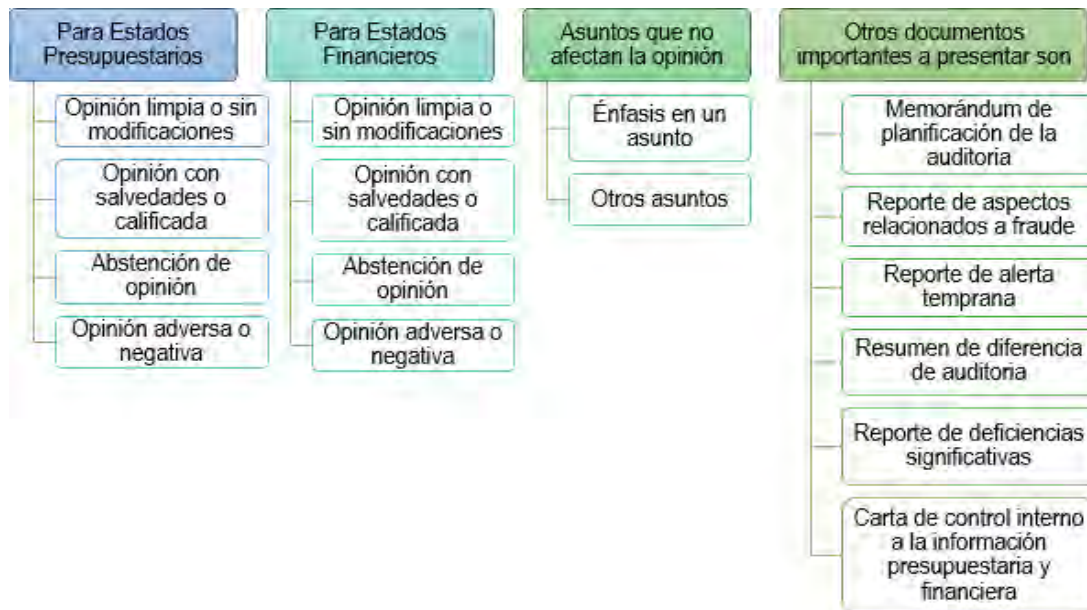 Para Estados
Presupuestarios
Opinión limpia o sin
modificaciones
Opinión con
salvedades o
calificada
Abstención de
opinión
Opinión adversa o
negativa
Para Estados
Financieros
Opinión limpia o
sin modificaciones
Opinión con
salvedades o
calificada
Abstención de
opinión
Opinión adversa o
negativa
Asuntos que no
afectan la opinión
Énfasis en un
asunto
Otros asuntos
Otros documentos
importantes a presentar son
Memorándum de
planificación de la
auditoria
Reporte de aspectos
relacionados a fraude
Reporte de alerta
temprana
Resumen de diferencia
de auditoria
Reporte de deficiencias
significativas
Carta de control interno
a la información
presupuestaria y
financiera